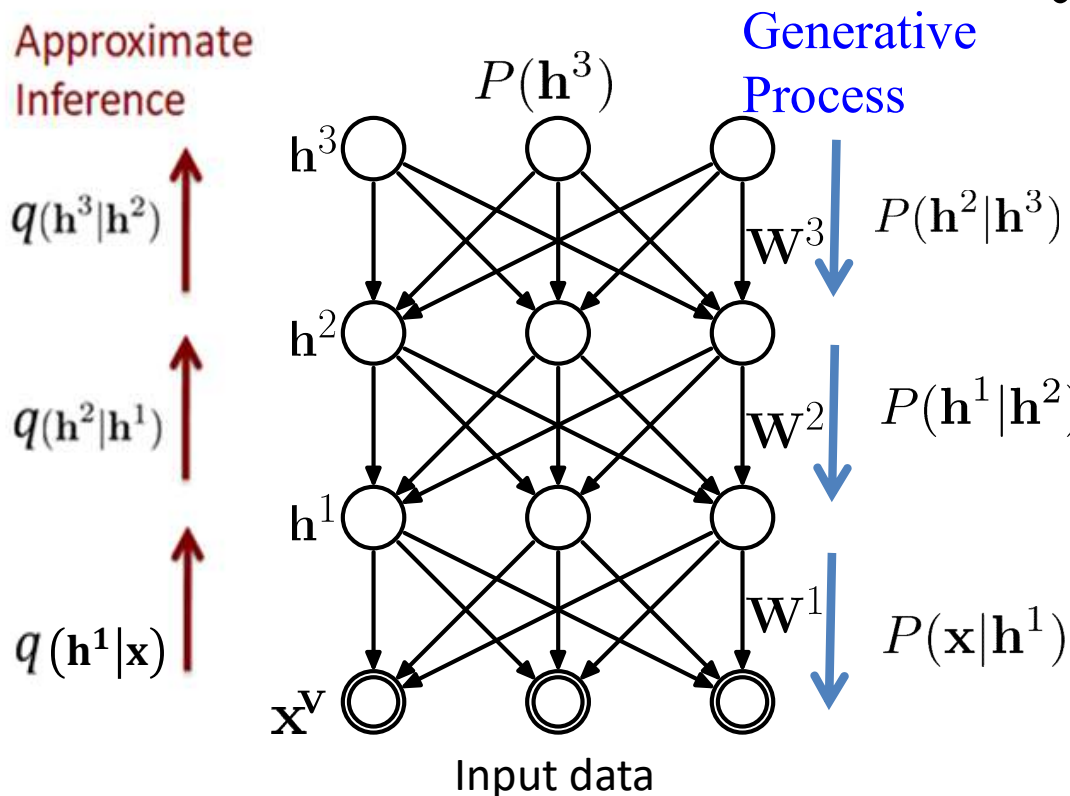 Approximate
Inference
Generative
Process
P(h³)
h³
q(h³|h²)
W³
P(h²|h³)
h²
q(h²|h¹)
W²
P(h¹|h²)
h¹
q(h¹|x)
W¹
P(x|h¹)
xv
Input data